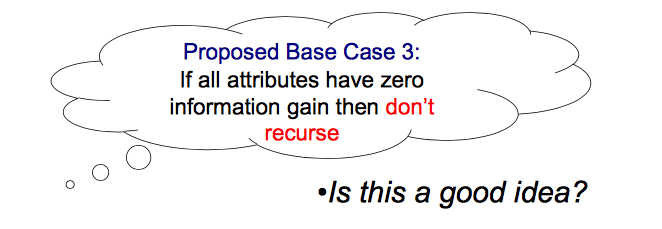 Proposed Base Case 3:
If all attributes have zero
information gain then don't
recurse
•Is this a good idea?